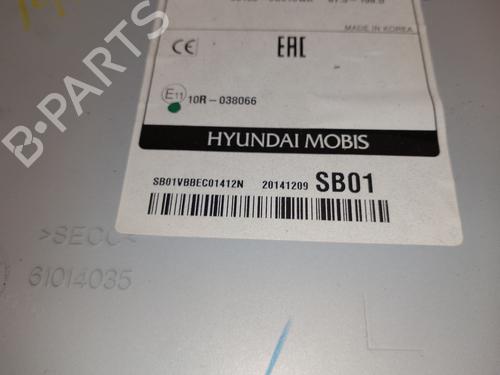 MADE IN KOREA
CE EAC
E11 10R-038066
HYUNDAI MOBIS
SB01VBBEC01412N 20141209 SB01
>SECC<
61014035
B-PARTS